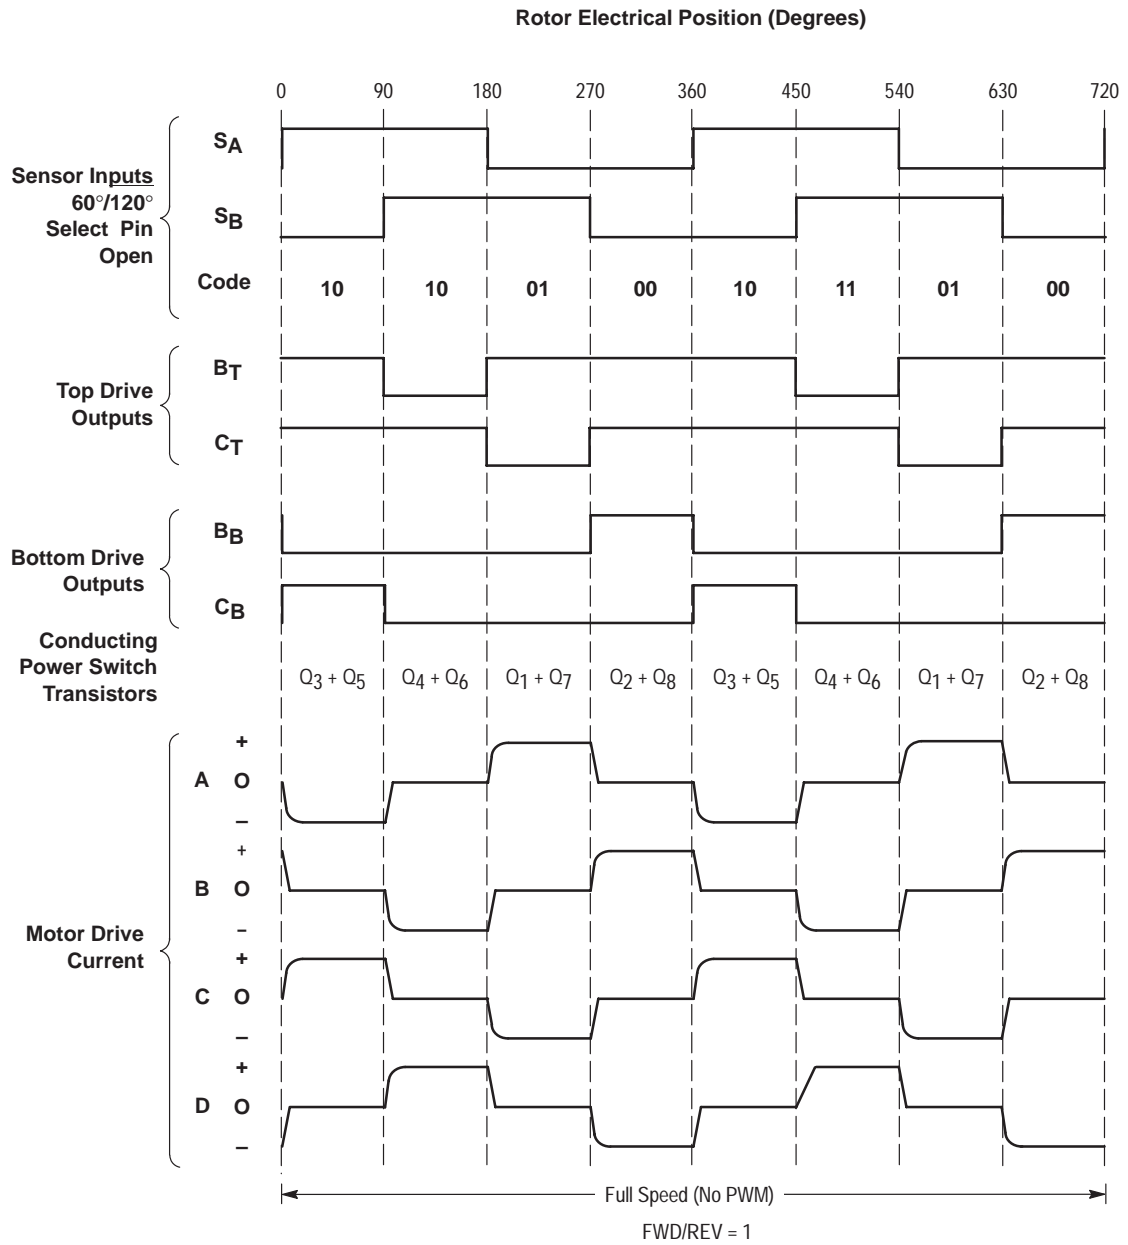 Rotor Electrical Position (Degrees)
0 90 180 270 360 450 540 630 720
Sensor Inputs
60°/120°
Select Pin
Open
SA
SB
Code
10 10 01 00 10 11 01 00
Top Drive
Outputs
BT
CT
Bottom Drive
Outputs
BB
CB
Conducting
Power Switch
Transistors
Q3 + Q5 Q4 + Q6 Q1 + Q7 Q2 + Q8 Q3 + Q5 Q4 + Q6 Q1 + Q7 Q2 + Q8
Motor Drive
Current
+
A O
–
+
B O
–
+
C O
–
+
D O
–
Full Speed (No PWM)
FWD/REV = 1